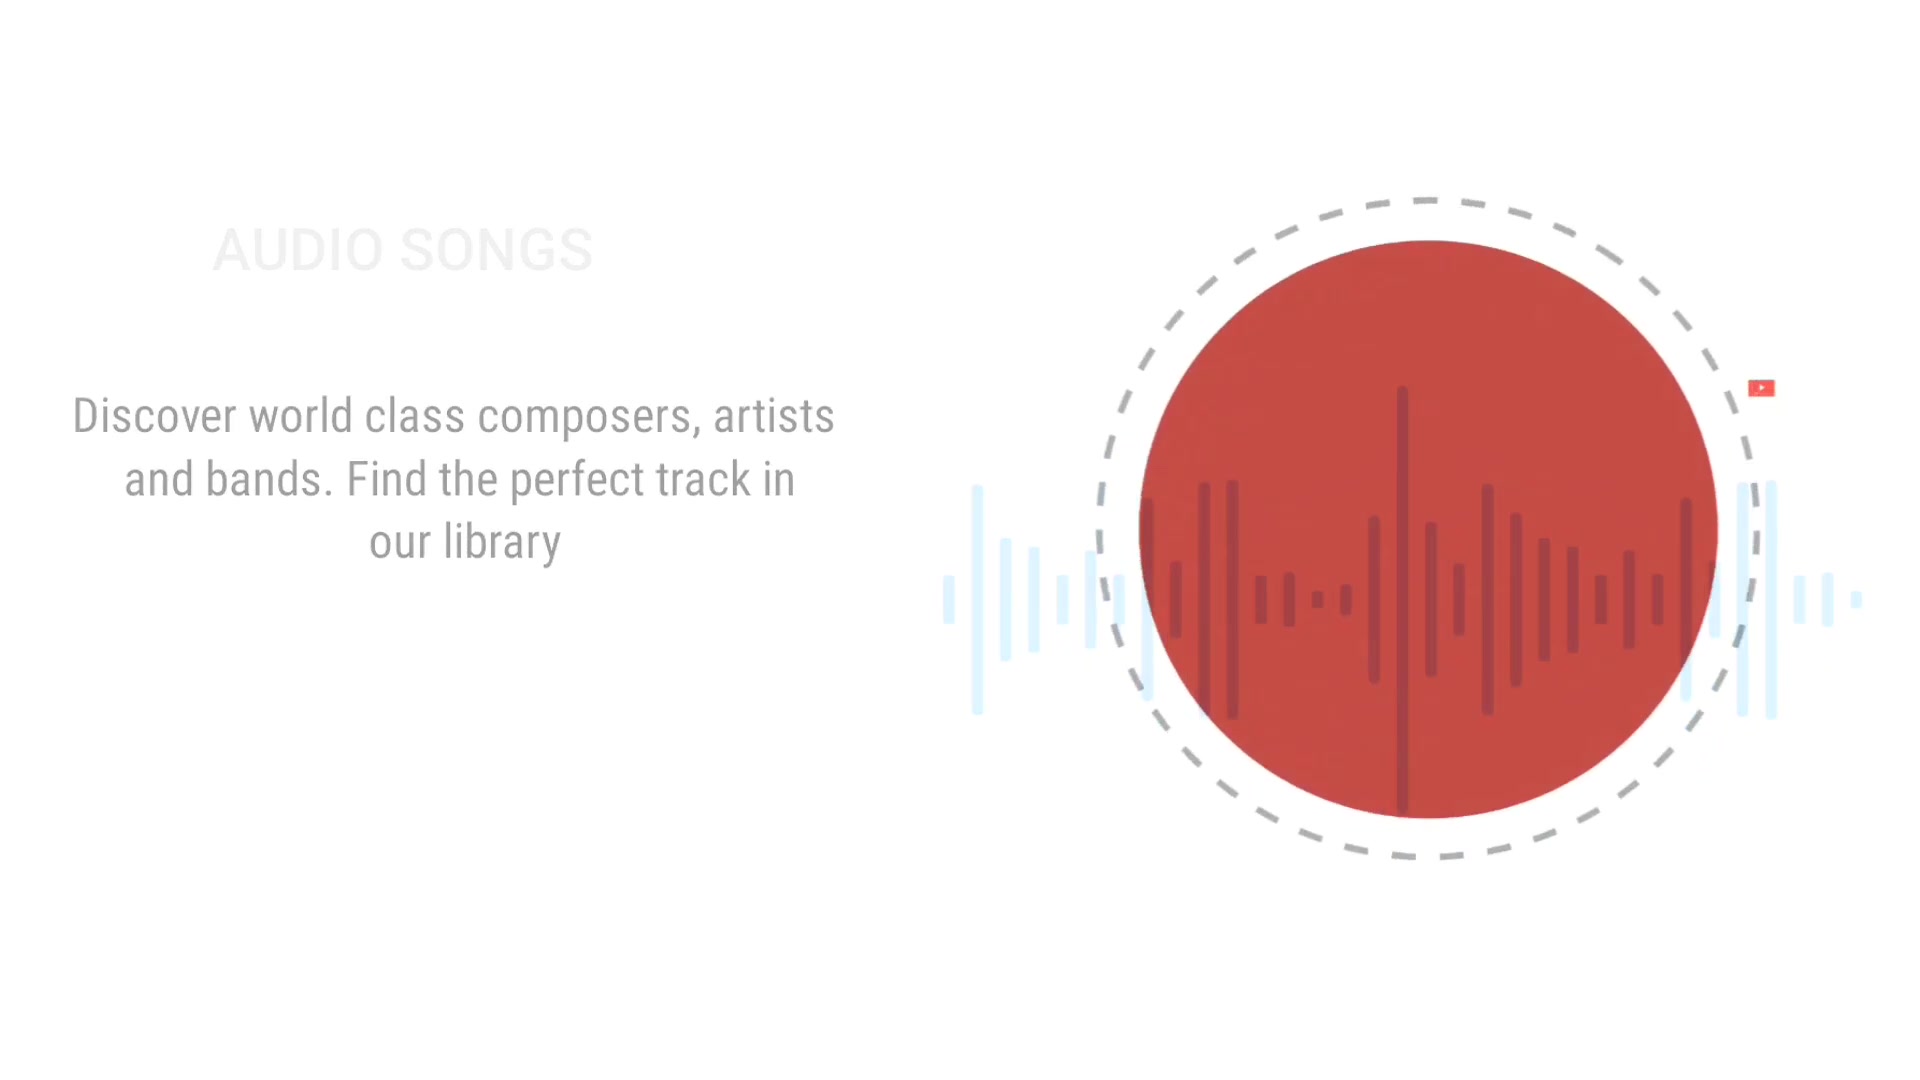 AUDIO SONGS
Discover world class composers, artists
and bands. Find the perfect track in
our library